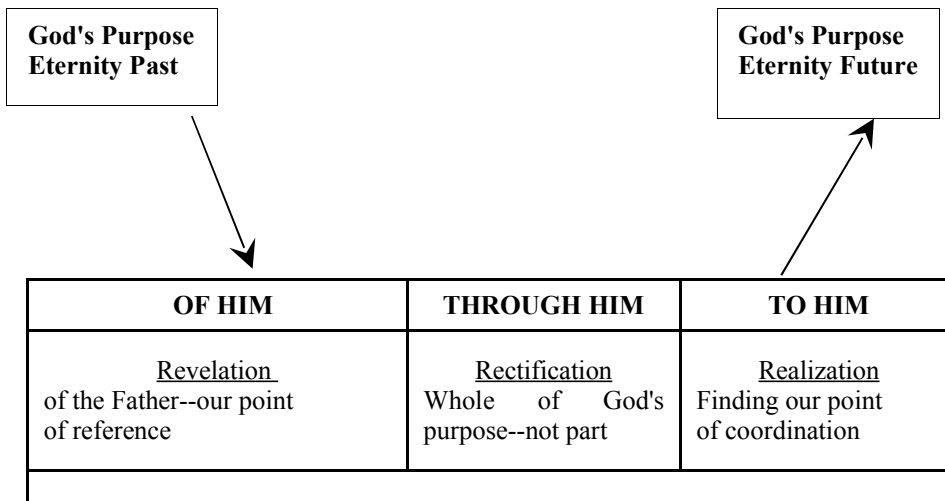 God's Purpose
Eternity Past
God's Purpose
Eternity Future
OF HIM
THROUGH HIM
TO HIM
Revelation
of the Father--our point
of reference
Rectification
Whole of God's
purpose--not part
Realization
Finding our point
of coordination